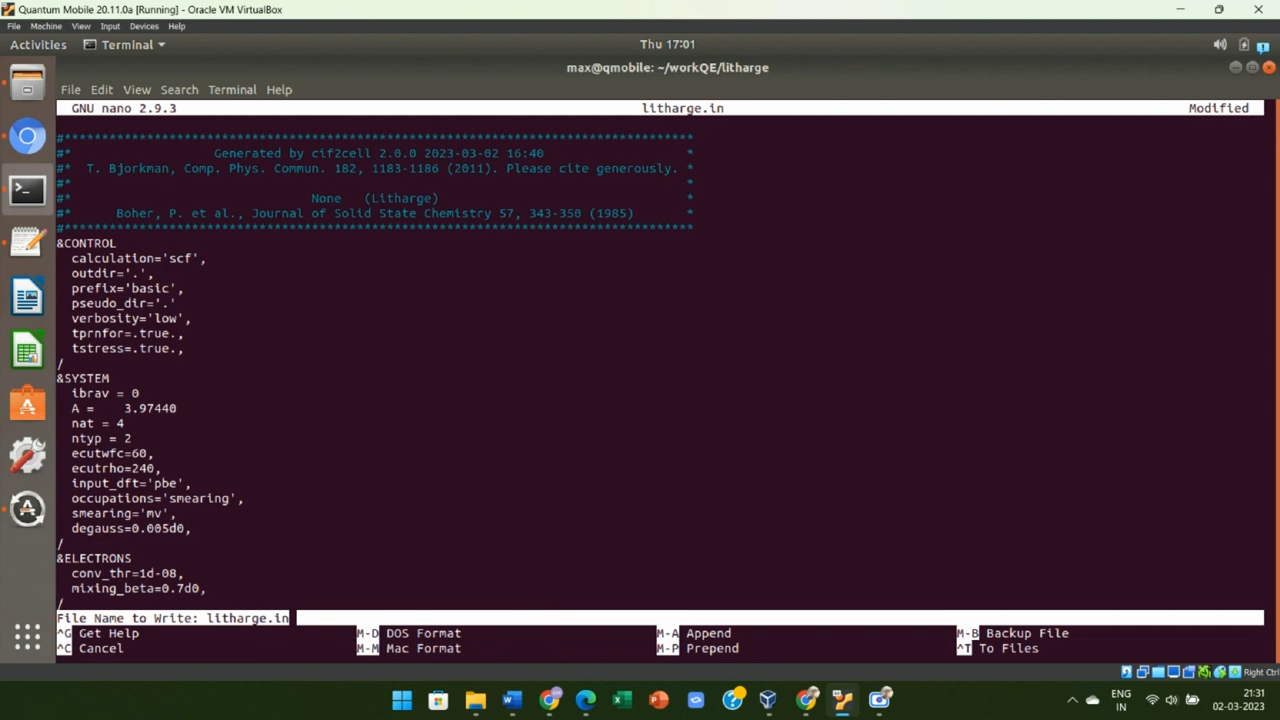 Quantum Mobile 20.11.0a [Running] - Oracle VM VirtualBox
File Machine View Input Devices Help
Activities Terminal Thu 17:01
max@qmobile: ~/workQE/litharge
File Edit View Search Terminal Help
GNU nano 2.9.3 litharge.in Modified
#************************************************************************************
#* Generated by cif2cell 2.0.0 2023-03-02 16:40 *
#* T. Bjorkman, Comp. Phys. Commun. 182, 1183-1186 (2011). Please cite generously. *
#* *
#* None (Litharge) *
#* Boher, P. et al., Journal of Solid State Chemistry 57, 343-350 (1985) *
#************************************************************************************
&CONTROL
calculation='scf',
outdir='.',
prefix='basic',
pseudo_dir='.'
verbosity='low',
tprnfor=.true.,
tstress=.true.,
/
&SYSTEM
ibrav = 0
A = 3.97440
nat = 4
ntyp = 2
ecutwfc=60,
ecutrho=240,
input_dft='pbe',
occupations='smearing',
smearing='mv',
degauss=0.005d0,
/
&ELECTRONS
conv_thr=1d-08,
mixing_beta=0.7d0,
/
File Name to Write: litharge.in
^G Get Help M-D DOS Format M-A Append M-B Backup File
^C Cancel M-M Mac Format M-P Prepend ^T To Files
Right Ctrl
ENG
IN
21:31
02-03-2023